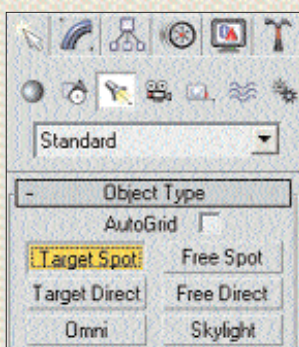 Standard
- Object Type
AutoGrid
Target Spot Free Spot
Target Direct Free Direct
Omni Skylight